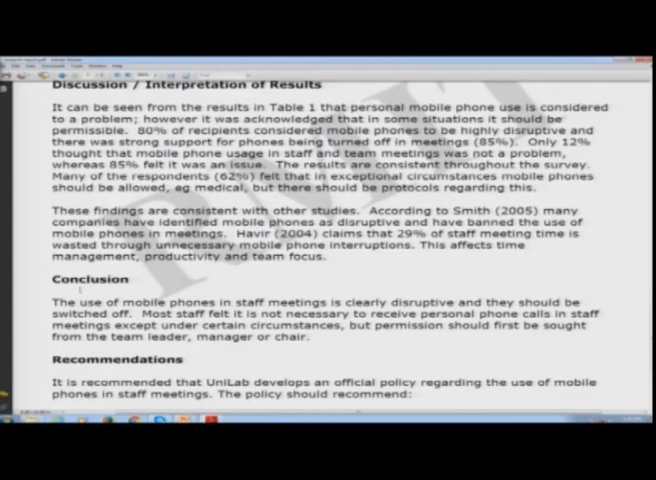 Discussion / Interpretation of Results
It can be seen from the results in Table 1 that personal mobile phone use is considered
to a problem; however it was acknowledged that in some situations it should be
permissible. 80% of recipients considered mobile phones to be highly disruptive and
there was strong support for phones being turned off in meetings (85%). Only 12%
thought that mobile phone usage in staff and team meetings was not a problem,
whereas 85% felt it was an issue. The results are consistent throughout the survey.
Many of the respondents (62%) felt that in exceptional circumstances mobile phones
should be allowed, eg medical, but there should be protocols regarding this.
These findings are consistent with other studies. According to Smith (2005) many
companies have identified mobile phones as disruptive and have banned the use of
mobile phones in meetings. Havir (2004) claims that 29% of staff meeting time is
wasted through unnecessary mobile phone interruptions. This affects time
management, productivity and team focus.
Conclusion
The use of mobile phones in staff meetings is clearly disruptive and they should be
switched off. Most staff felt it is not necessary to receive personal phone calls in staff
meetings except under certain circumstances, but permission should first be sought
from the team leader, manager or chair.
Recommendations
It is recommended that UniLab develops an official policy regarding the use of mobile
phones in staff meetings. The policy should recommend: